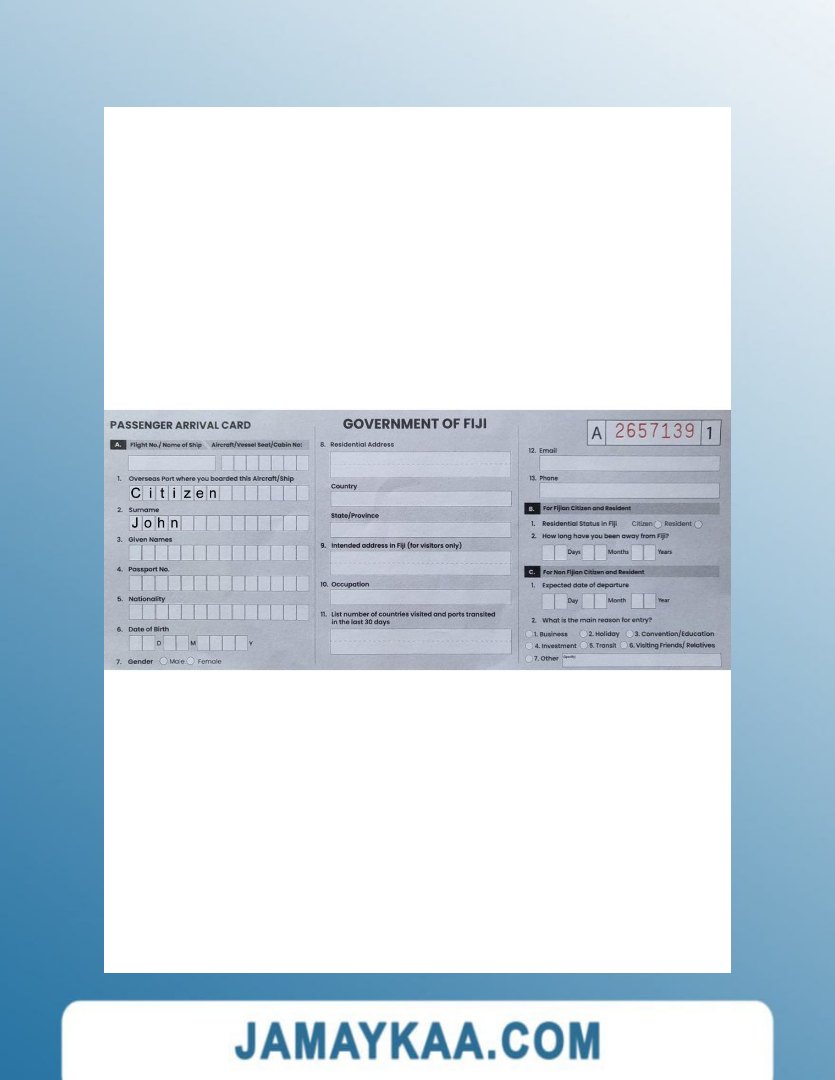 PASSENGER ARRIVAL CARD
A. Flight No./ Name of Ship Aircraft/Vessel Seat/Cabin No:
1. Overseas Port where you boarded this Aircraft/Ship
Citizen
2. Surname
John
3. Given Names
4. Passport No.
5. Nationality
6. Date of Birth
D M Y
7. Gender Male Female
GOVERNMENT OF FIJI
8. Residential Address
Country
State/Province
9. Intended address in Fiji (for visitors only)
10. Occupation
11. List number of countries visited and ports transited
in the last 30 days
A 2657139 1
12. Email
13. Phone
B. For Fijian Citizen and Resident
1. Residential Status in Fiji Citizen Resident
2. How long have you been away from Fiji?
Days Months Years
C. For Non Fijian Citizen and Resident
1. Expected date of departure
Day Month Year
2. What is the main reason for entry?
1. Business 2. Holiday 3. Convention/Education
4. Investment 5. Transit 6. Visiting Friends/ Relatives
7. Other Specify
JAMAYKAA.COM